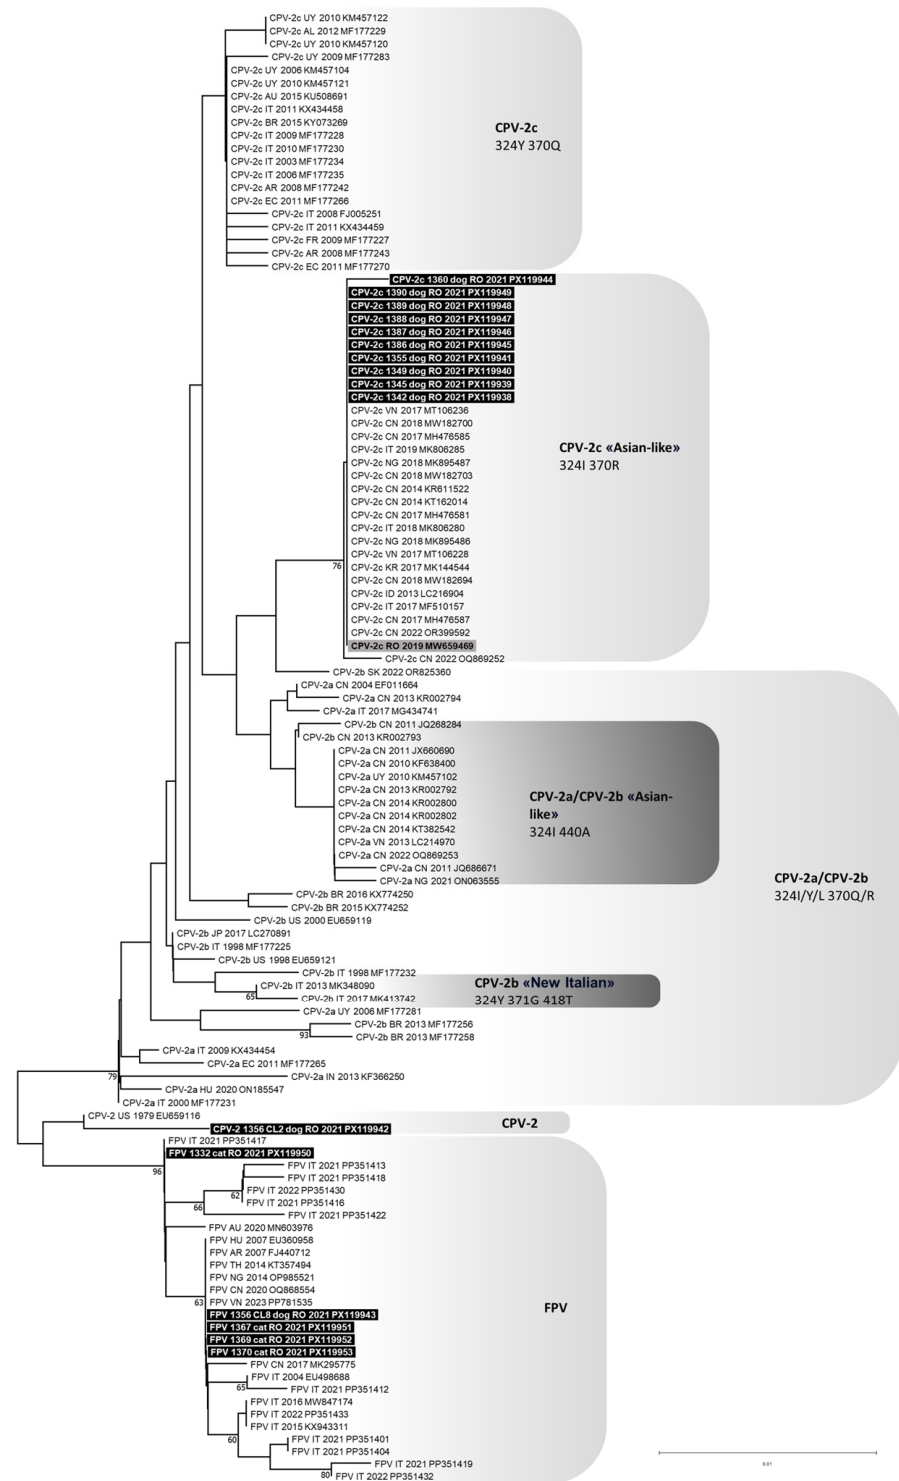 CPV-2c UY 2010 KM457122
CPV-2c AL 2012 MF177229
CPV-2c UY 2010 KM457120
CPV-2c UY 2009 MF177283
CPV-2c UY 2006 KM457104
CPV-2c UY 2010 KM457121
CPV-2c AU 2015 KU508691
CPV-2c IT 2011 KX434458
CPV-2c BR 2015 KY073269
CPV-2c IT 2009 MF177228
CPV-2c IT 2010 MF177230
CPV-2c IT 2003 MF177234
CPV-2c IT 2006 MF177235
CPV-2c AR 2008 MF177242
CPV-2c EC 2011 MF177266
CPV-2c IT 2008 FJ005251
CPV-2c IT 2011 KX434459
CPV-2c FR 2009 MF177227
CPV-2c AR 2008 MF177243
CPV-2c EC 2011 MF177270
CPV-2c
324Y 370Q
CPV-2c 1360 dog RO 2021 PX119944
CPV-2c 1390 dog RO 2021 PX119949
CPV-2c 1389 dog RO 2021 PX119948
CPV-2c 1388 dog RO 2021 PX119947
CPV-2c 1387 dog RO 2021 PX119946
CPV-2c 1386 dog RO 2021 PX119945
CPV-2c 1355 dog RO 2021 PX119941
CPV-2c 1349 dog RO 2021 PX119940
CPV-2c 1345 dog RO 2021 PX119939
CPV-2c 1342 dog RO 2021 PX119938
CPV-2c VN 2017 MT106236
CPV-2c CN 2018 MW182700
CPV-2c CN 2017 MH476585
CPV-2c IT 2019 MK806285
CPV-2c NG 2018 MK895487
CPV-2c CN 2018 MW182703
CPV-2c CN 2014 KR611522
CPV-2c CN 2014 KT162014
CPV-2c CN 2017 MH476581
CPV-2c IT 2018 MK806280
CPV-2c NG 2018 MK895486
CPV-2c VN 2017 MT106228
CPV-2c KR 2017 MK144544
CPV-2c CN 2018 MW182694
CPV-2c ID 2013 LC216904
CPV-2c IT 2017 MF510157
CPV-2c CN 2017 MH476587
CPV-2c CN 2022 OR399592
CPV-2c RO 2019 MW659469
CPV-2c CN 2022 OQ869252
76
CPV-2c «Asian-like»
324I 370R
CPV-2b SK 2022 OR825360
CPV-2a CN 2004 EF011664
CPV-2a CN 2013 KR002794
CPV-2a IT 2017 MG434741
CPV-2b CN 2011 JQ268284
CPV-2b CN 2013 KR002793
CPV-2a CN 2011 JX660690
CPV-2a CN 2010 KF638400
CPV-2a UY 2010 KM457102
CPV-2a CN 2013 KR002792
CPV-2a CN 2014 KR002800
CPV-2a CN 2014 KR002802
CPV-2a CN 2014 KT382542
CPV-2a VN 2013 LC214970
CPV-2a CN 2022 OQ869253
CPV-2a CN 2011 JQ686671
CPV-2a NG 2021 ON063555
CPV-2a/CPV-2b «Asian-
like»
324I 440A
CPV-2b BR 2016 KX774250
CPV-2b BR 2015 KX774252
CPV-2b US 2000 EU659119
CPV-2b JP 2017 LC270891
CPV-2b IT 1998 MF177225
CPV-2b US 1998 EU659121
CPV-2b IT 1998 MF177232
CPV-2b IT 2013 MK348090
CPV-2b IT 2017 MK413742
65
CPV-2b «New Italian»
324Y 371G 418T
CPV-2a UY 2006 MF177281
CPV-2b BR 2013 MF177256
CPV-2b BR 2013 MF177258
93
CPV-2a IT 2009 KX434454
CPV-2a EC 2011 MF177265
CPV-2a IN 2013 KF366250
CPV-2a HU 2020 ON185547
CPV-2a IT 2000 MF177231
79
CPV-2a/CPV-2b
324I/Y/L 370Q/R
CPV-2 US 1979 EU659116
CPV-2 1356 CL2 dog RO 2021 PX119942
CPV-2
FPV IT 2021 PP351417
FPV 1332 cat RO 2021 PX119950
96
FPV IT 2021 PP351413
FPV IT 2021 PP351418
FPV IT 2022 PP351430
FPV IT 2021 PP351416
62
FPV IT 2021 PP351422
66
FPV AU 2020 MN603976
FPV HU 2007 EU360958
FPV AR 2007 FJ440712
FPV TH 2014 KT357494
FPV NG 2014 OP985521
FPV CN 2020 OQ868554
FPV VN 2023 PP781535
63
FPV 1356 CL8 dog RO 2021 PX119943
FPV 1367 cat RO 2021 PX119951
FPV 1369 cat RO 2021 PX119952
FPV 1370 cat RO 2021 PX119953
FPV CN 2017 MK295775
FPV IT 2004 EU498688
FPV IT 2021 PP351412
65
FPV IT 2016 MW847174
FPV IT 2022 PP351433
FPV IT 2015 KX943311
60
FPV IT 2021 PP351401
FPV IT 2021 PP351404
FPV IT 2021 PP351419
FPV IT 2022 PP351432
80
FPV
0.01